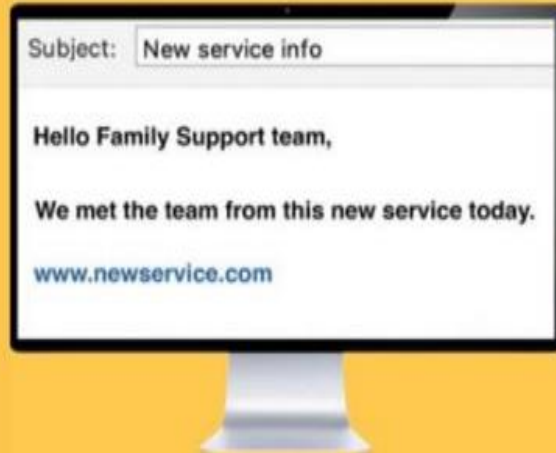 Subject: New service info
Hello Family Support team,
We met the team from this new service today.
www.newservice.com